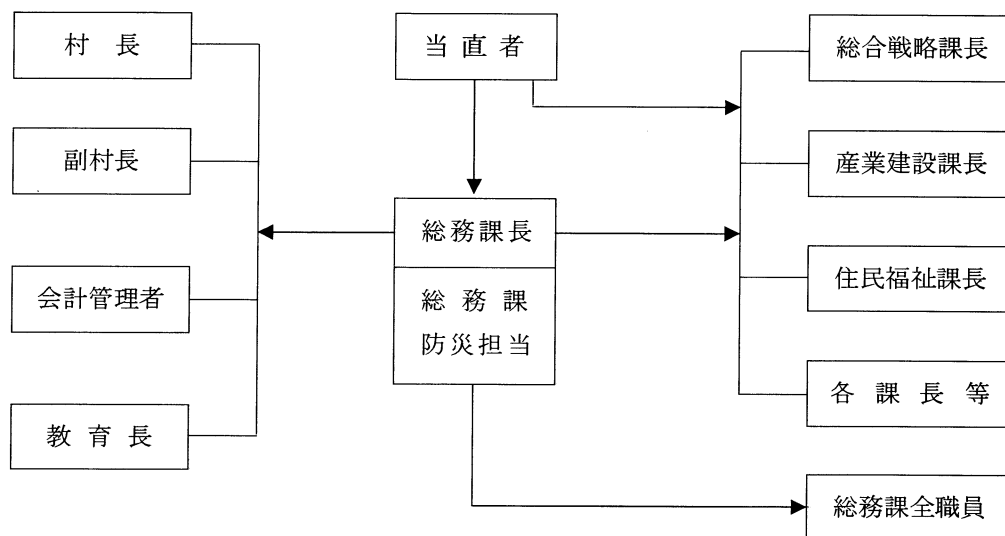 村長
副村長
会計管理者
教育長
当直者
総務課長
総務課
防災担当
総合戦略課長
産業建設課長
住民福祉課長
各課長等
総務課全職員